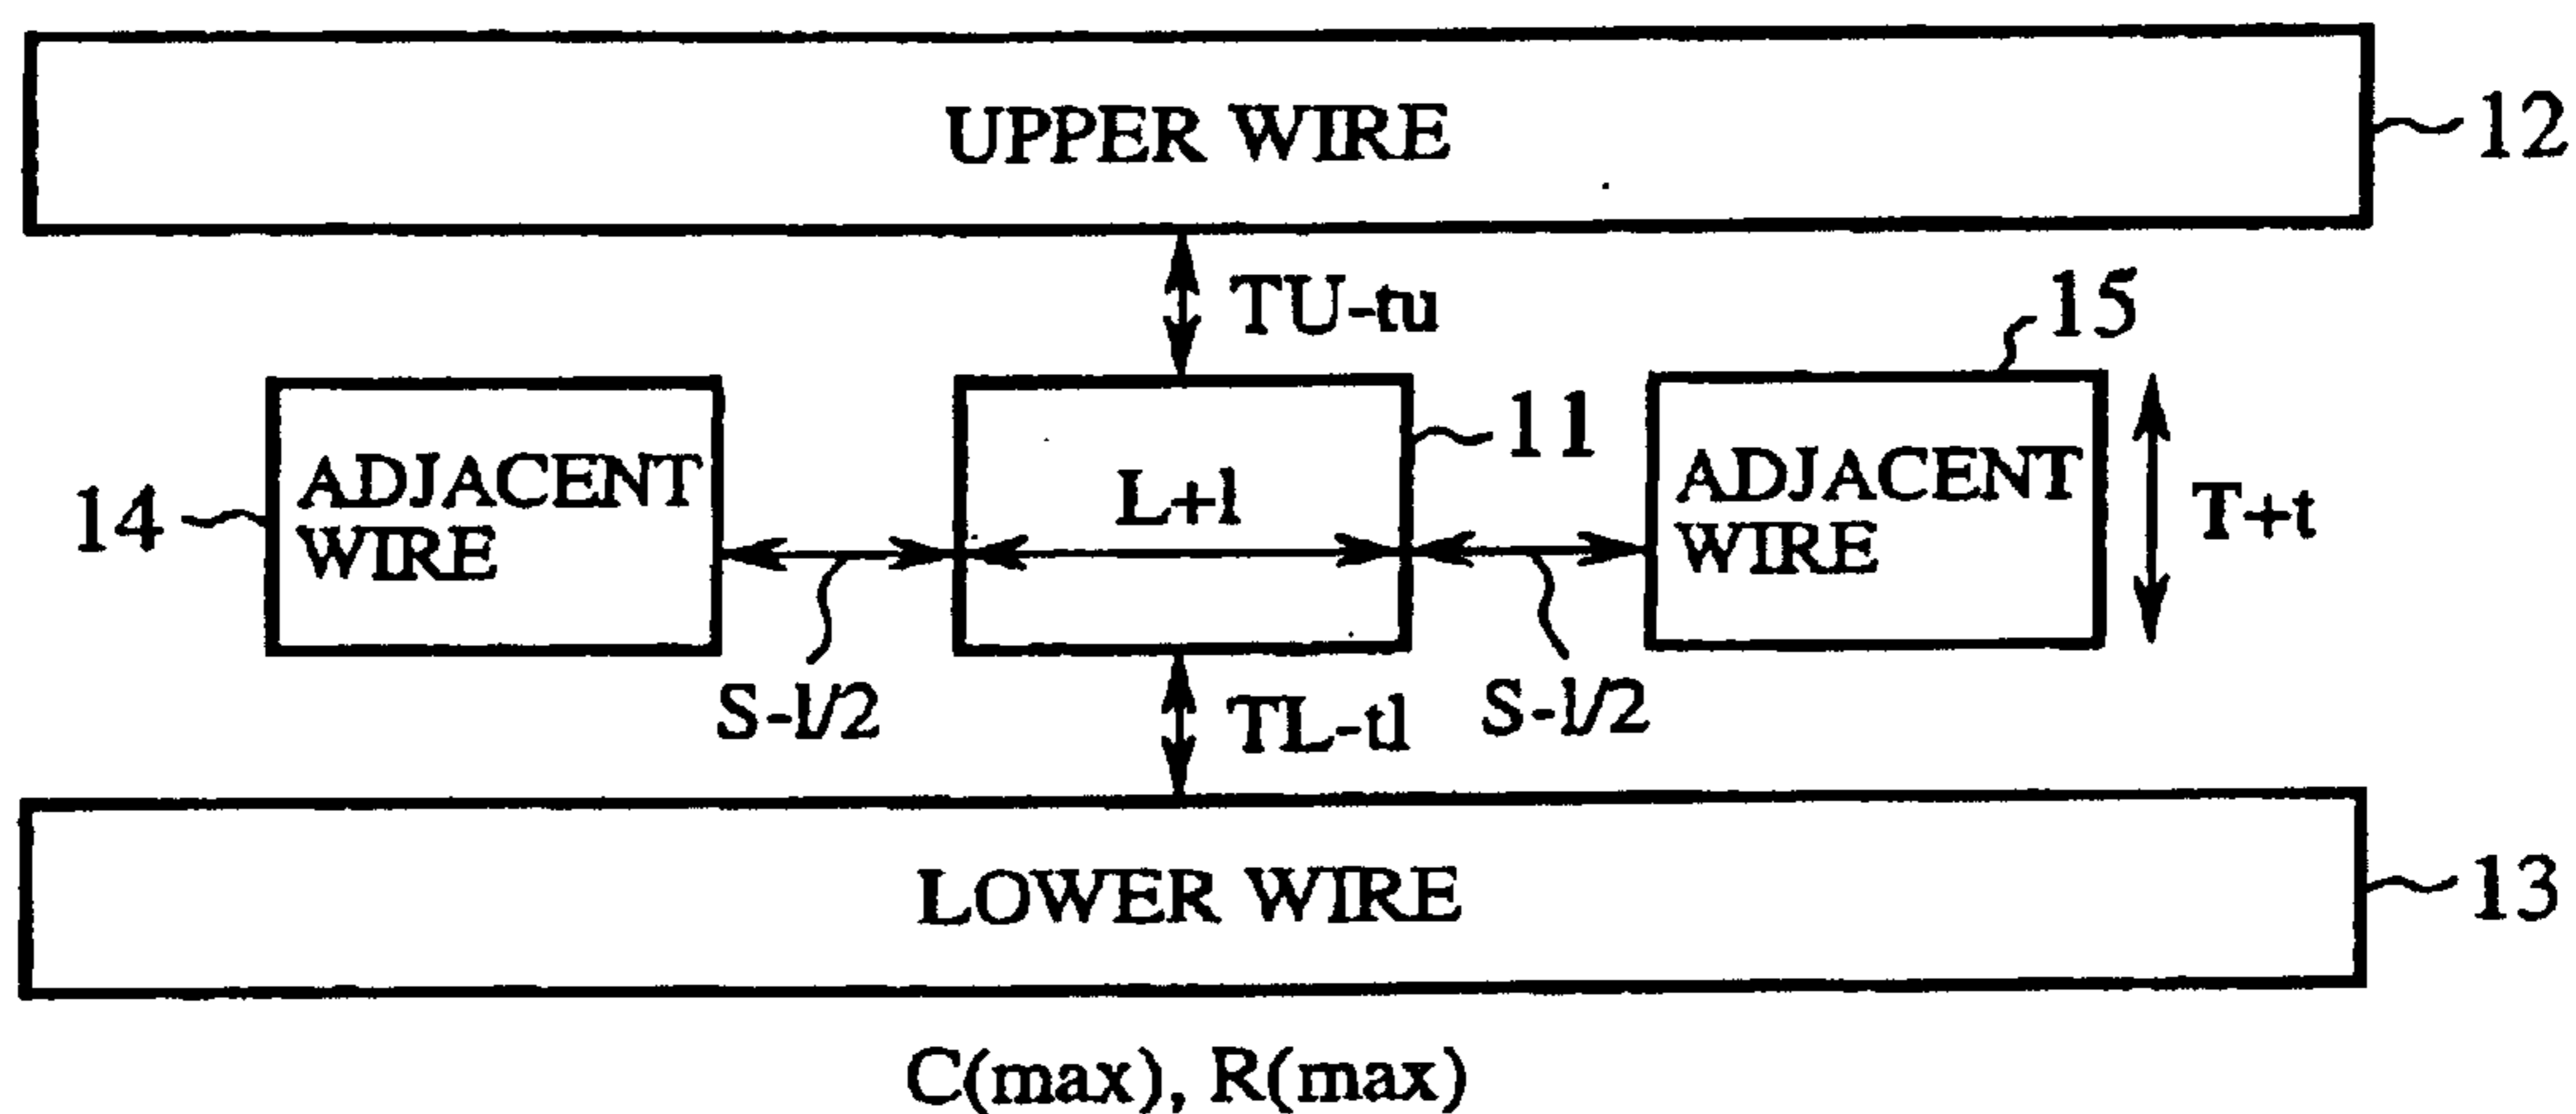 UPPER WIRE
12
TU-tu
15
ADJACENT
WIRE
14
L+l
11
ADJACENT
WIRE
T+t
S-l/2
TL-tl
S-l/2
LOWER WIRE
13
C(max), R(max)